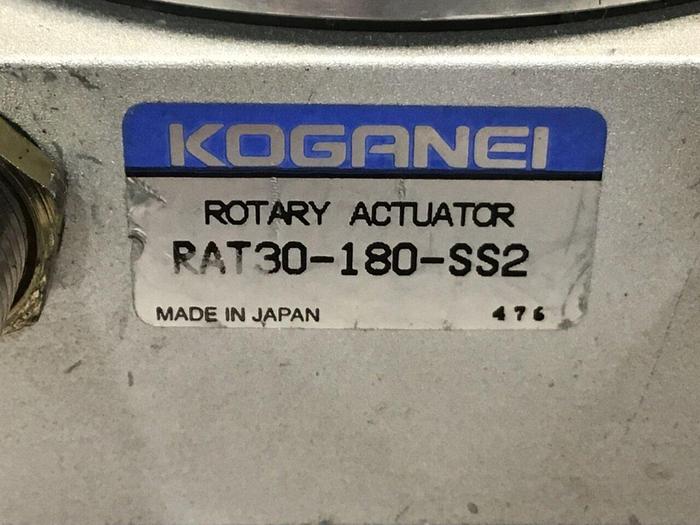 KOGANEI
ROTARY ACTUATOR
RAT30-180-SS2
MADE IN JAPAN 476